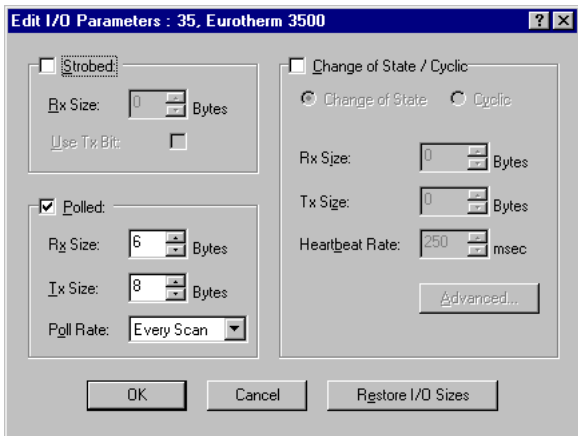 Edit I/O Parameters : 35, Eurotherm 3500
Strobed:
Rx Size: 0 Bytes
Use Tx Bit:
Polled:
Rx Size: 6 Bytes
Tx Size: 8 Bytes
Poll Rate: Every Scan
Change of State / Cyclic
Change of State Cyclic
Rx Size: 0 Bytes
Tx Size: 0 Bytes
Heartbeat Rate: 250 msec
Advanced...
OK Cancel Restore I/O Sizes